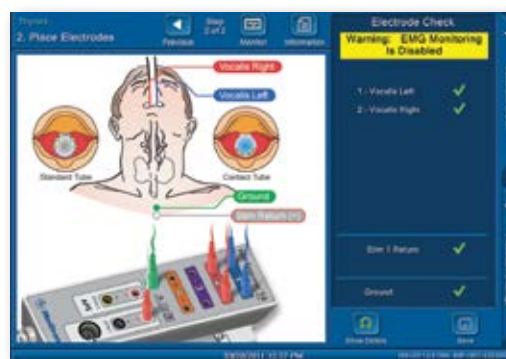 Thyroid
2. Place Electrodes
Previous
Step
2 of 2
Monitor
Information
Electrode Check
Warning: EMG Monitoring
Is Disabled
Vocalis Right
Vocalis Left
1 - Vocalis Left
2 - Vocalis Right
Standard Tube
Contact Tube
Ground
Stim Return (+)
Stim 1 Return
Ground
Show Details
Save